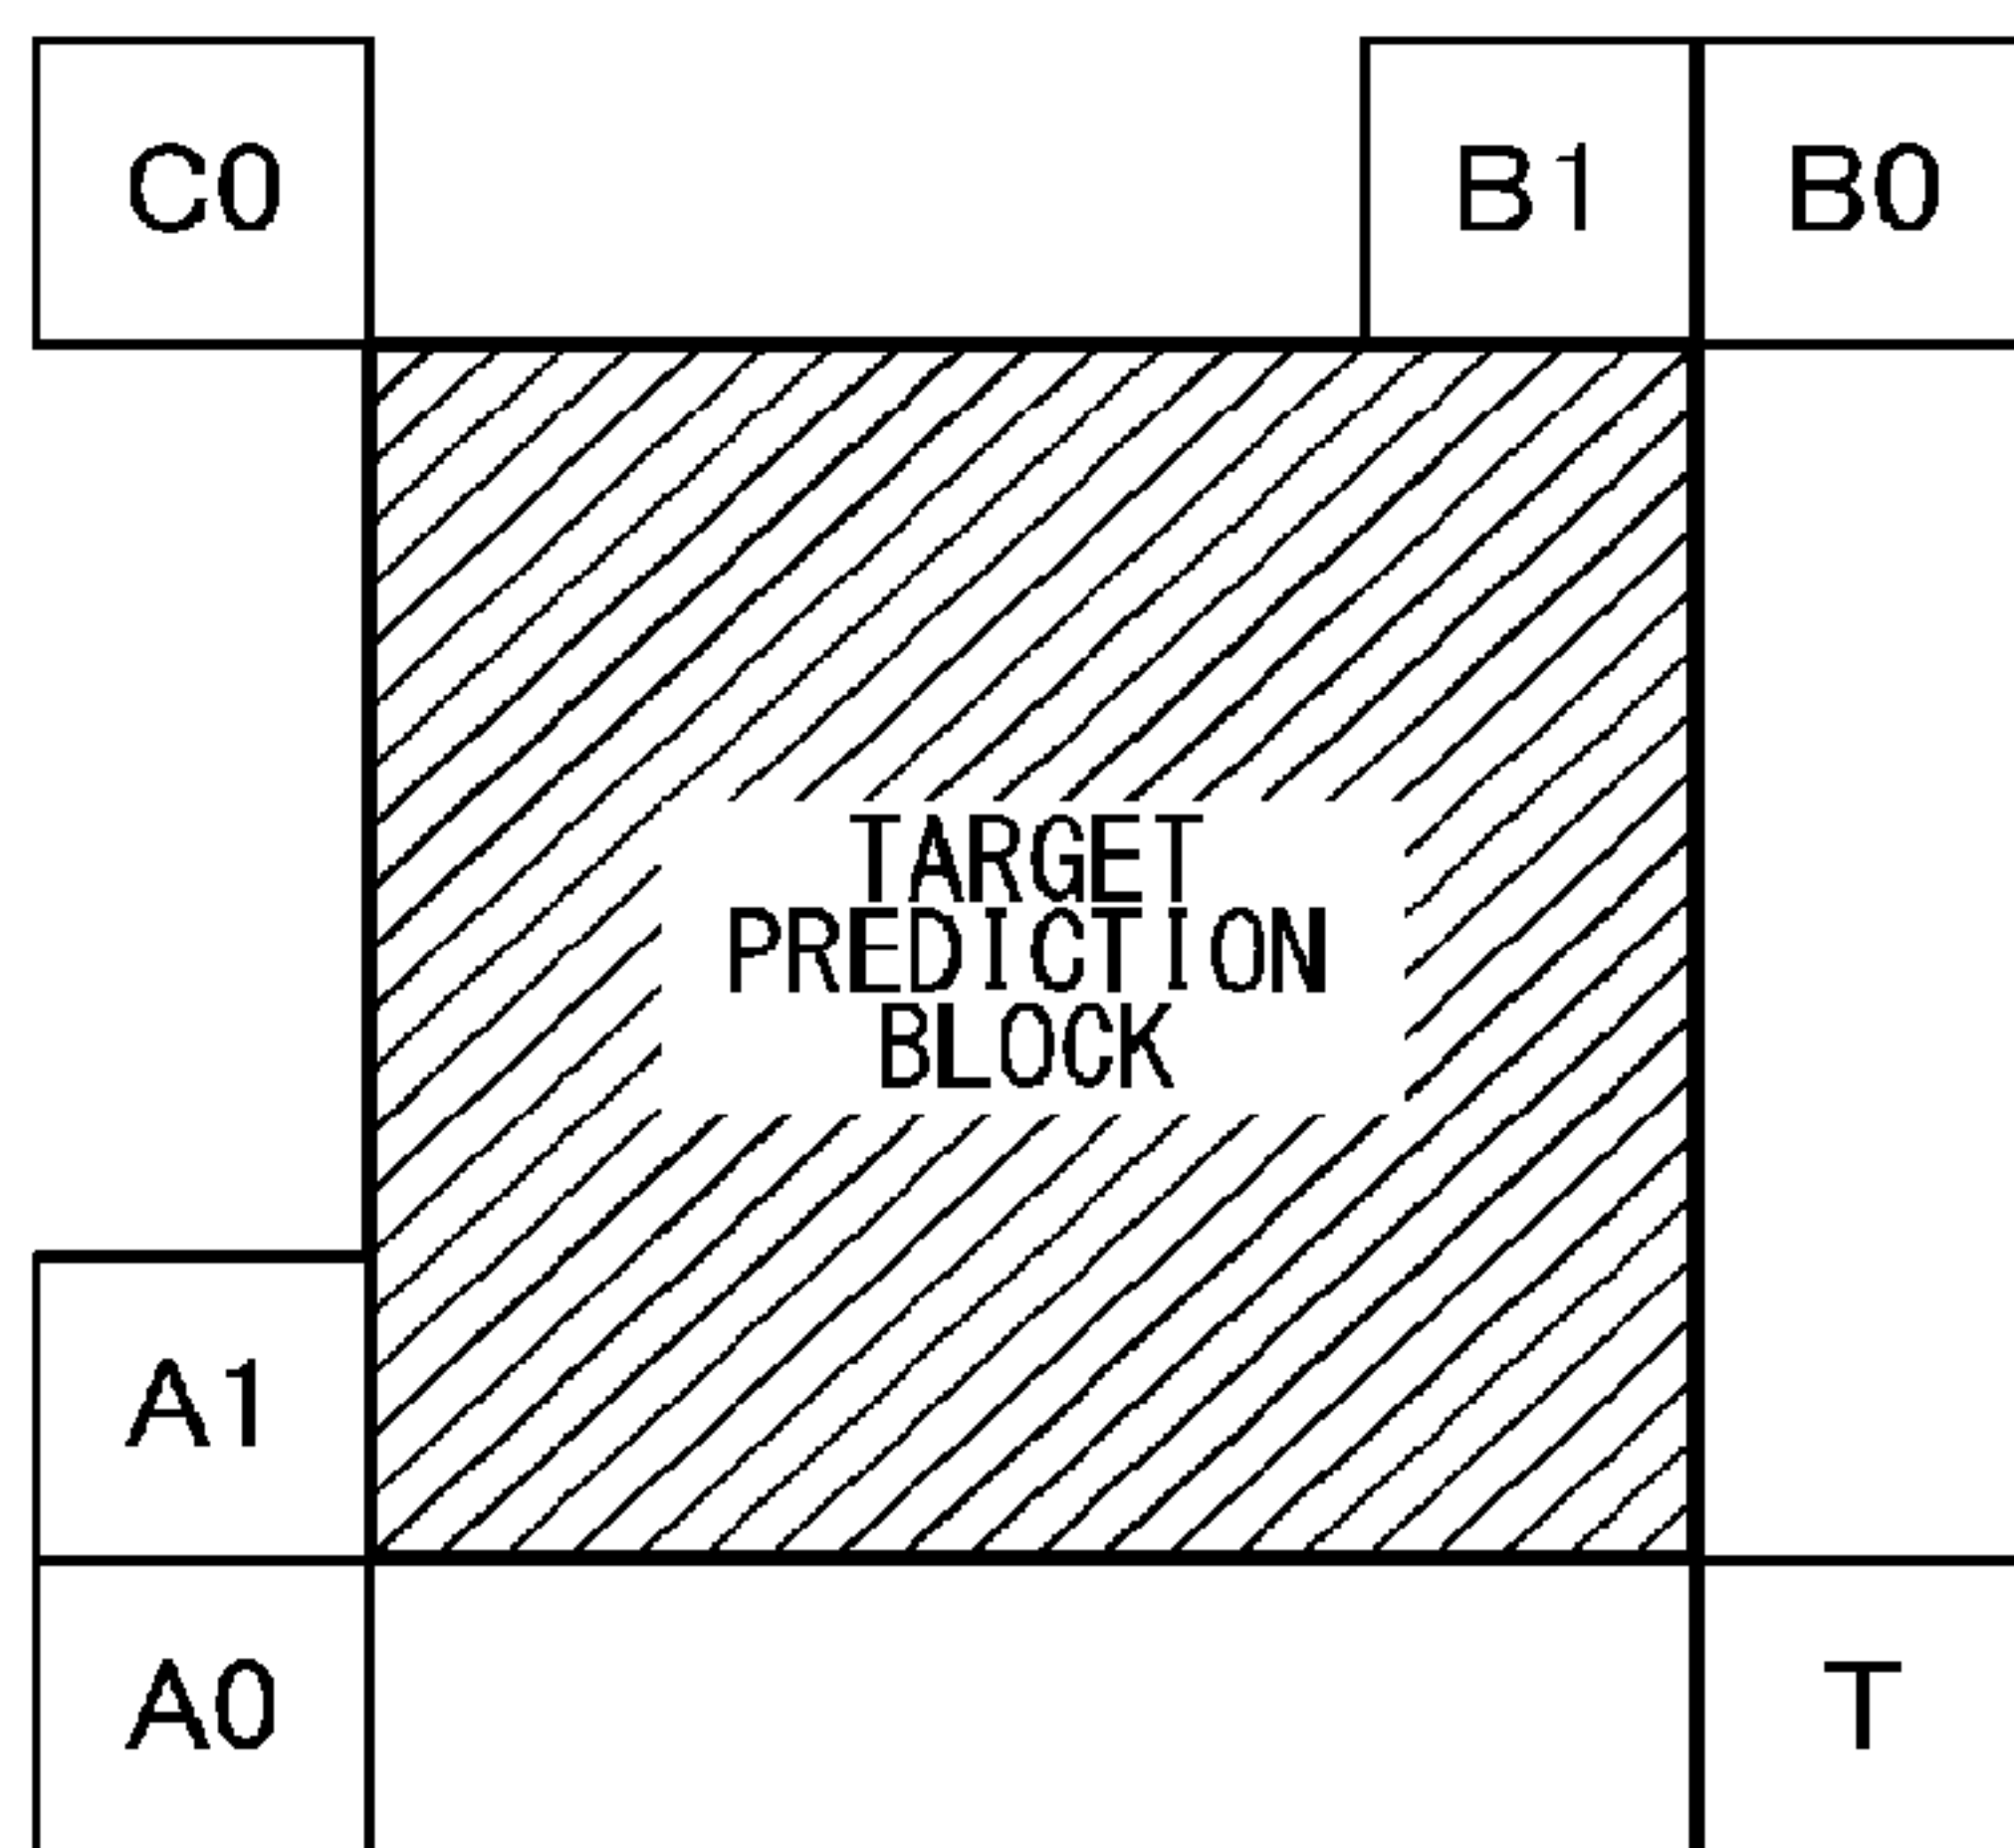 C0
B1
B0
TARGET
PREDICTION
BLOCK
A1
A0
T